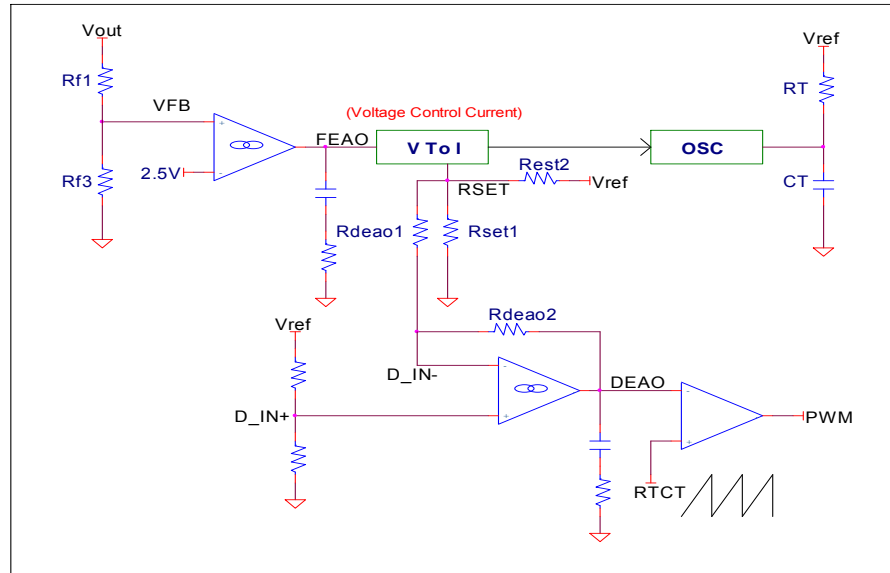 Vout
Vref
Rf1
RT
(Voltage Control Current)
VFB
+
FEAO
V To I
OSC
2.5V
-
Rf3
Rest2
Vref
CT
RSET
Rdeao1
Rset1
Vref
Rdeao2
D_IN-
-
DEAO
-
D_IN+
+
PWM
+
RTCT